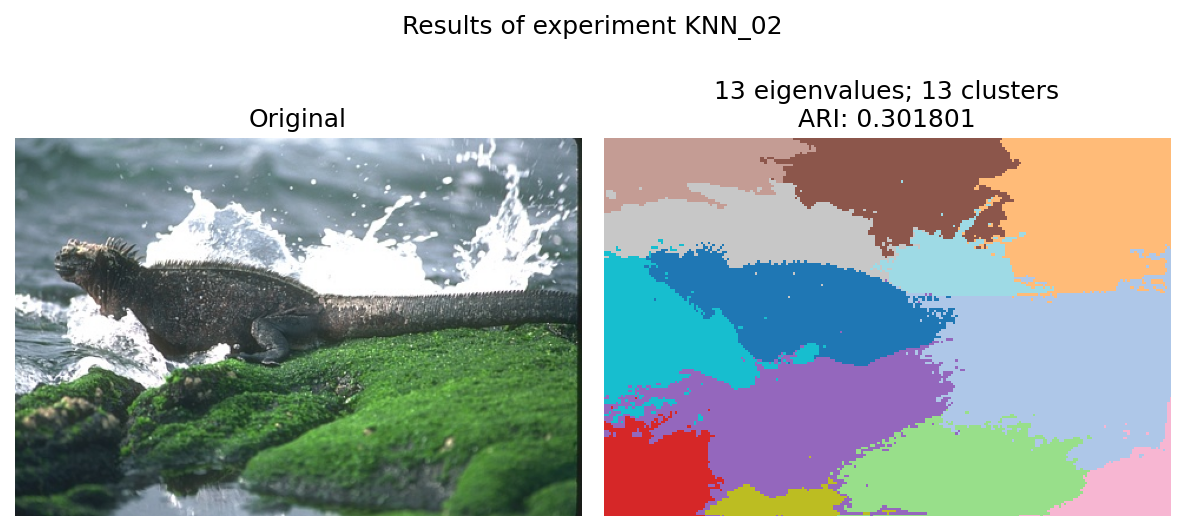 Results of experiment KNN_02
Original
13 eigenvalues; 13 clusters
ARI: 0.301801